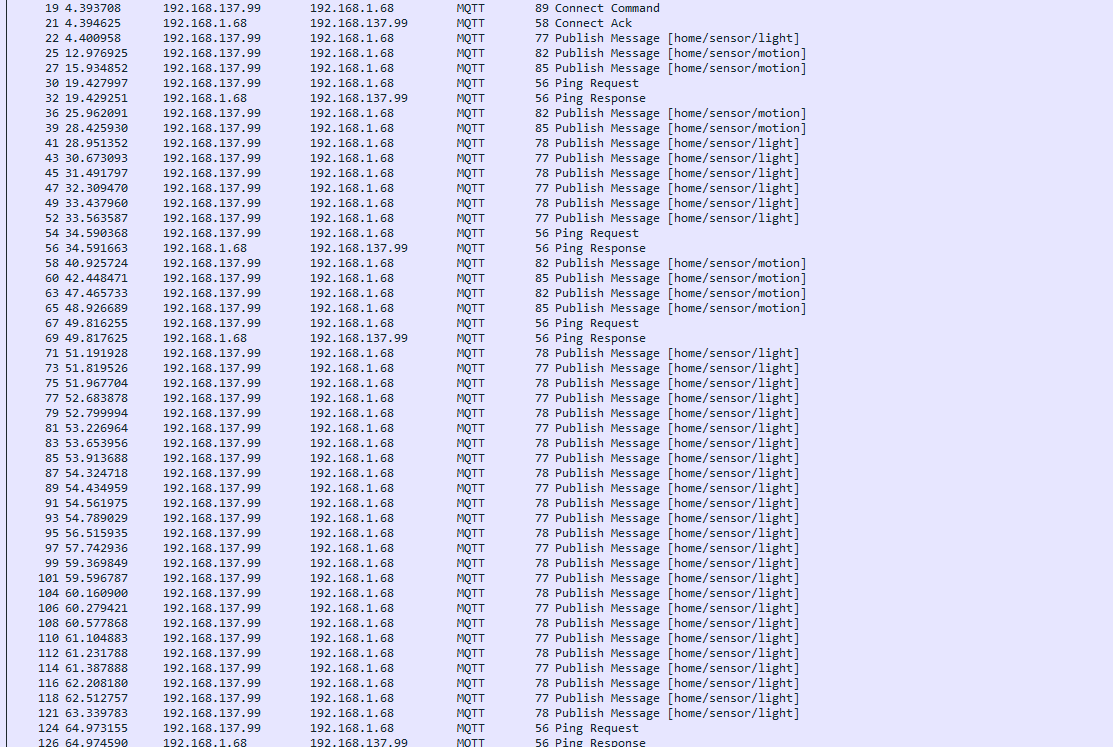 19 4.393708 192.168.137.99 192.168.1.68 MQTT 89 Connect Command
21 4.394625 192.168.1.68 192.168.137.99 MQTT 58 Connect Ack
22 4.400958 192.168.137.99 192.168.1.68 MQTT 77 Publish Message [home/sensor/light]
25 12.976925 192.168.137.99 192.168.1.68 MQTT 82 Publish Message [home/sensor/motion]
27 15.934852 192.168.137.99 192.168.1.68 MQTT 85 Publish Message [home/sensor/motion]
30 19.427997 192.168.137.99 192.168.1.68 MQTT 56 Ping Request
32 19.429251 192.168.1.68 192.168.137.99 MQTT 56 Ping Response
36 25.962091 192.168.137.99 192.168.1.68 MQTT 82 Publish Message [home/sensor/motion]
39 28.425930 192.168.137.99 192.168.1.68 MQTT 85 Publish Message [home/sensor/motion]
41 28.951352 192.168.137.99 192.168.1.68 MQTT 78 Publish Message [home/sensor/light]
43 30.673093 192.168.137.99 192.168.1.68 MQTT 77 Publish Message [home/sensor/light]
45 31.491797 192.168.137.99 192.168.1.68 MQTT 78 Publish Message [home/sensor/light]
47 32.309470 192.168.137.99 192.168.1.68 MQTT 77 Publish Message [home/sensor/light]
49 33.437960 192.168.137.99 192.168.1.68 MQTT 78 Publish Message [home/sensor/light]
52 33.563587 192.168.137.99 192.168.1.68 MQTT 77 Publish Message [home/sensor/light]
54 34.590368 192.168.137.99 192.168.1.68 MQTT 56 Ping Request
56 34.591663 192.168.1.68 192.168.137.99 MQTT 56 Ping Response
58 40.925724 192.168.137.99 192.168.1.68 MQTT 82 Publish Message [home/sensor/motion]
60 42.448471 192.168.137.99 192.168.1.68 MQTT 85 Publish Message [home/sensor/motion]
63 47.465733 192.168.137.99 192.168.1.68 MQTT 82 Publish Message [home/sensor/motion]
65 48.926689 192.168.137.99 192.168.1.68 MQTT 85 Publish Message [home/sensor/motion]
67 49.816255 192.168.137.99 192.168.1.68 MQTT 56 Ping Request
69 49.817625 192.168.1.68 192.168.137.99 MQTT 56 Ping Response
71 51.191928 192.168.137.99 192.168.1.68 MQTT 78 Publish Message [home/sensor/light]
73 51.819526 192.168.137.99 192.168.1.68 MQTT 77 Publish Message [home/sensor/light]
75 51.967704 192.168.137.99 192.168.1.68 MQTT 78 Publish Message [home/sensor/light]
77 52.683878 192.168.137.99 192.168.1.68 MQTT 77 Publish Message [home/sensor/light]
79 52.799994 192.168.137.99 192.168.1.68 MQTT 78 Publish Message [home/sensor/light]
81 53.226964 192.168.137.99 192.168.1.68 MQTT 77 Publish Message [home/sensor/light]
83 53.653956 192.168.137.99 192.168.1.68 MQTT 78 Publish Message [home/sensor/light]
85 53.913688 192.168.137.99 192.168.1.68 MQTT 77 Publish Message [home/sensor/light]
87 54.324718 192.168.137.99 192.168.1.68 MQTT 78 Publish Message [home/sensor/light]
89 54.434959 192.168.137.99 192.168.1.68 MQTT 77 Publish Message [home/sensor/light]
91 54.561975 192.168.137.99 192.168.1.68 MQTT 78 Publish Message [home/sensor/light]
93 54.789029 192.168.137.99 192.168.1.68 MQTT 77 Publish Message [home/sensor/light]
95 56.515935 192.168.137.99 192.168.1.68 MQTT 78 Publish Message [home/sensor/light]
97 57.742936 192.168.137.99 192.168.1.68 MQTT 77 Publish Message [home/sensor/light]
99 59.369849 192.168.137.99 192.168.1.68 MQTT 78 Publish Message [home/sensor/light]
101 59.596787 192.168.137.99 192.168.1.68 MQTT 77 Publish Message [home/sensor/light]
104 60.160900 192.168.137.99 192.168.1.68 MQTT 78 Publish Message [home/sensor/light]
106 60.279421 192.168.137.99 192.168.1.68 MQTT 77 Publish Message [home/sensor/light]
108 60.577868 192.168.137.99 192.168.1.68 MQTT 78 Publish Message [home/sensor/light]
110 61.104883 192.168.137.99 192.168.1.68 MQTT 77 Publish Message [home/sensor/light]
112 61.231788 192.168.137.99 192.168.1.68 MQTT 78 Publish Message [home/sensor/light]
114 61.387888 192.168.137.99 192.168.1.68 MQTT 77 Publish Message [home/sensor/light]
116 62.208180 192.168.137.99 192.168.1.68 MQTT 78 Publish Message [home/sensor/light]
118 62.512757 192.168.137.99 192.168.1.68 MQTT 77 Publish Message [home/sensor/light]
121 63.339783 192.168.137.99 192.168.1.68 MQTT 78 Publish Message [home/sensor/light]
124 64.973155 192.168.137.99 192.168.1.68 MQTT 56 Ping Request
126 64.974590 192.168.1.68 192.168.137.99 MQTT 56 Ping Response